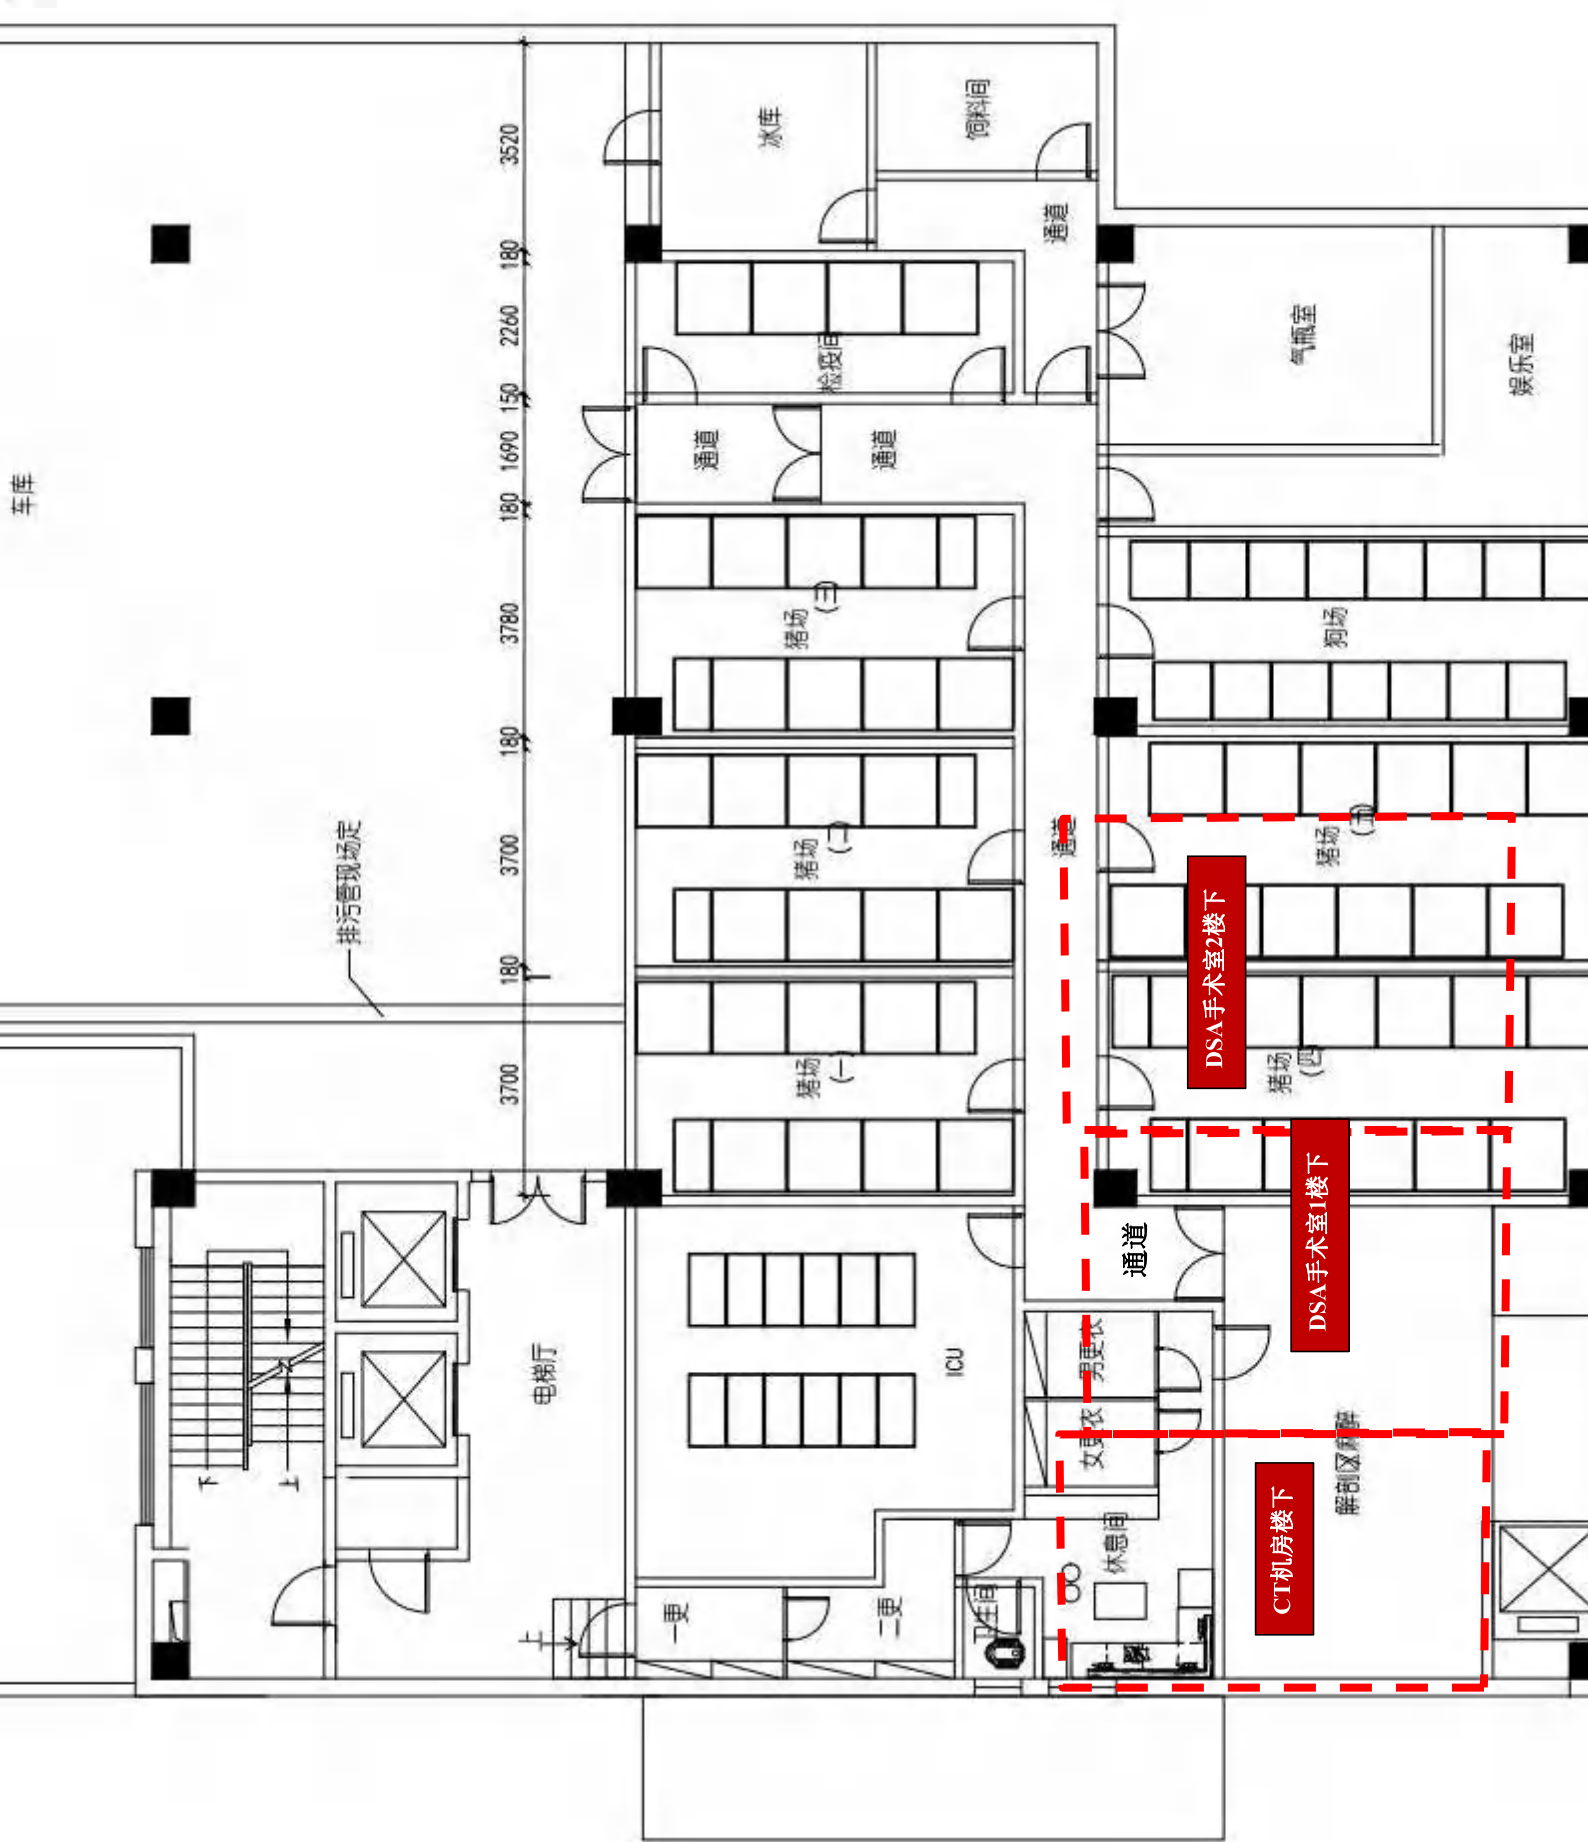 车库
排污管现场定
3520
180
2260
150
1690
180
3780
180
3700
180
3700
冰库
饲料间
通道
检疫间
通道
通道
气瓶室
娱乐室
猪场
(三)
狗场
猪场
(二)
通道
猪场
(五)
DSA手术室2楼下
猪场
(一)
猪场
(四)
DSA手术室1楼下
通道
电梯厅
ICU
男更衣
女更衣
解剖区麻醉
CT机房楼下
休息间
卫生间
一更
二更
下
上
上